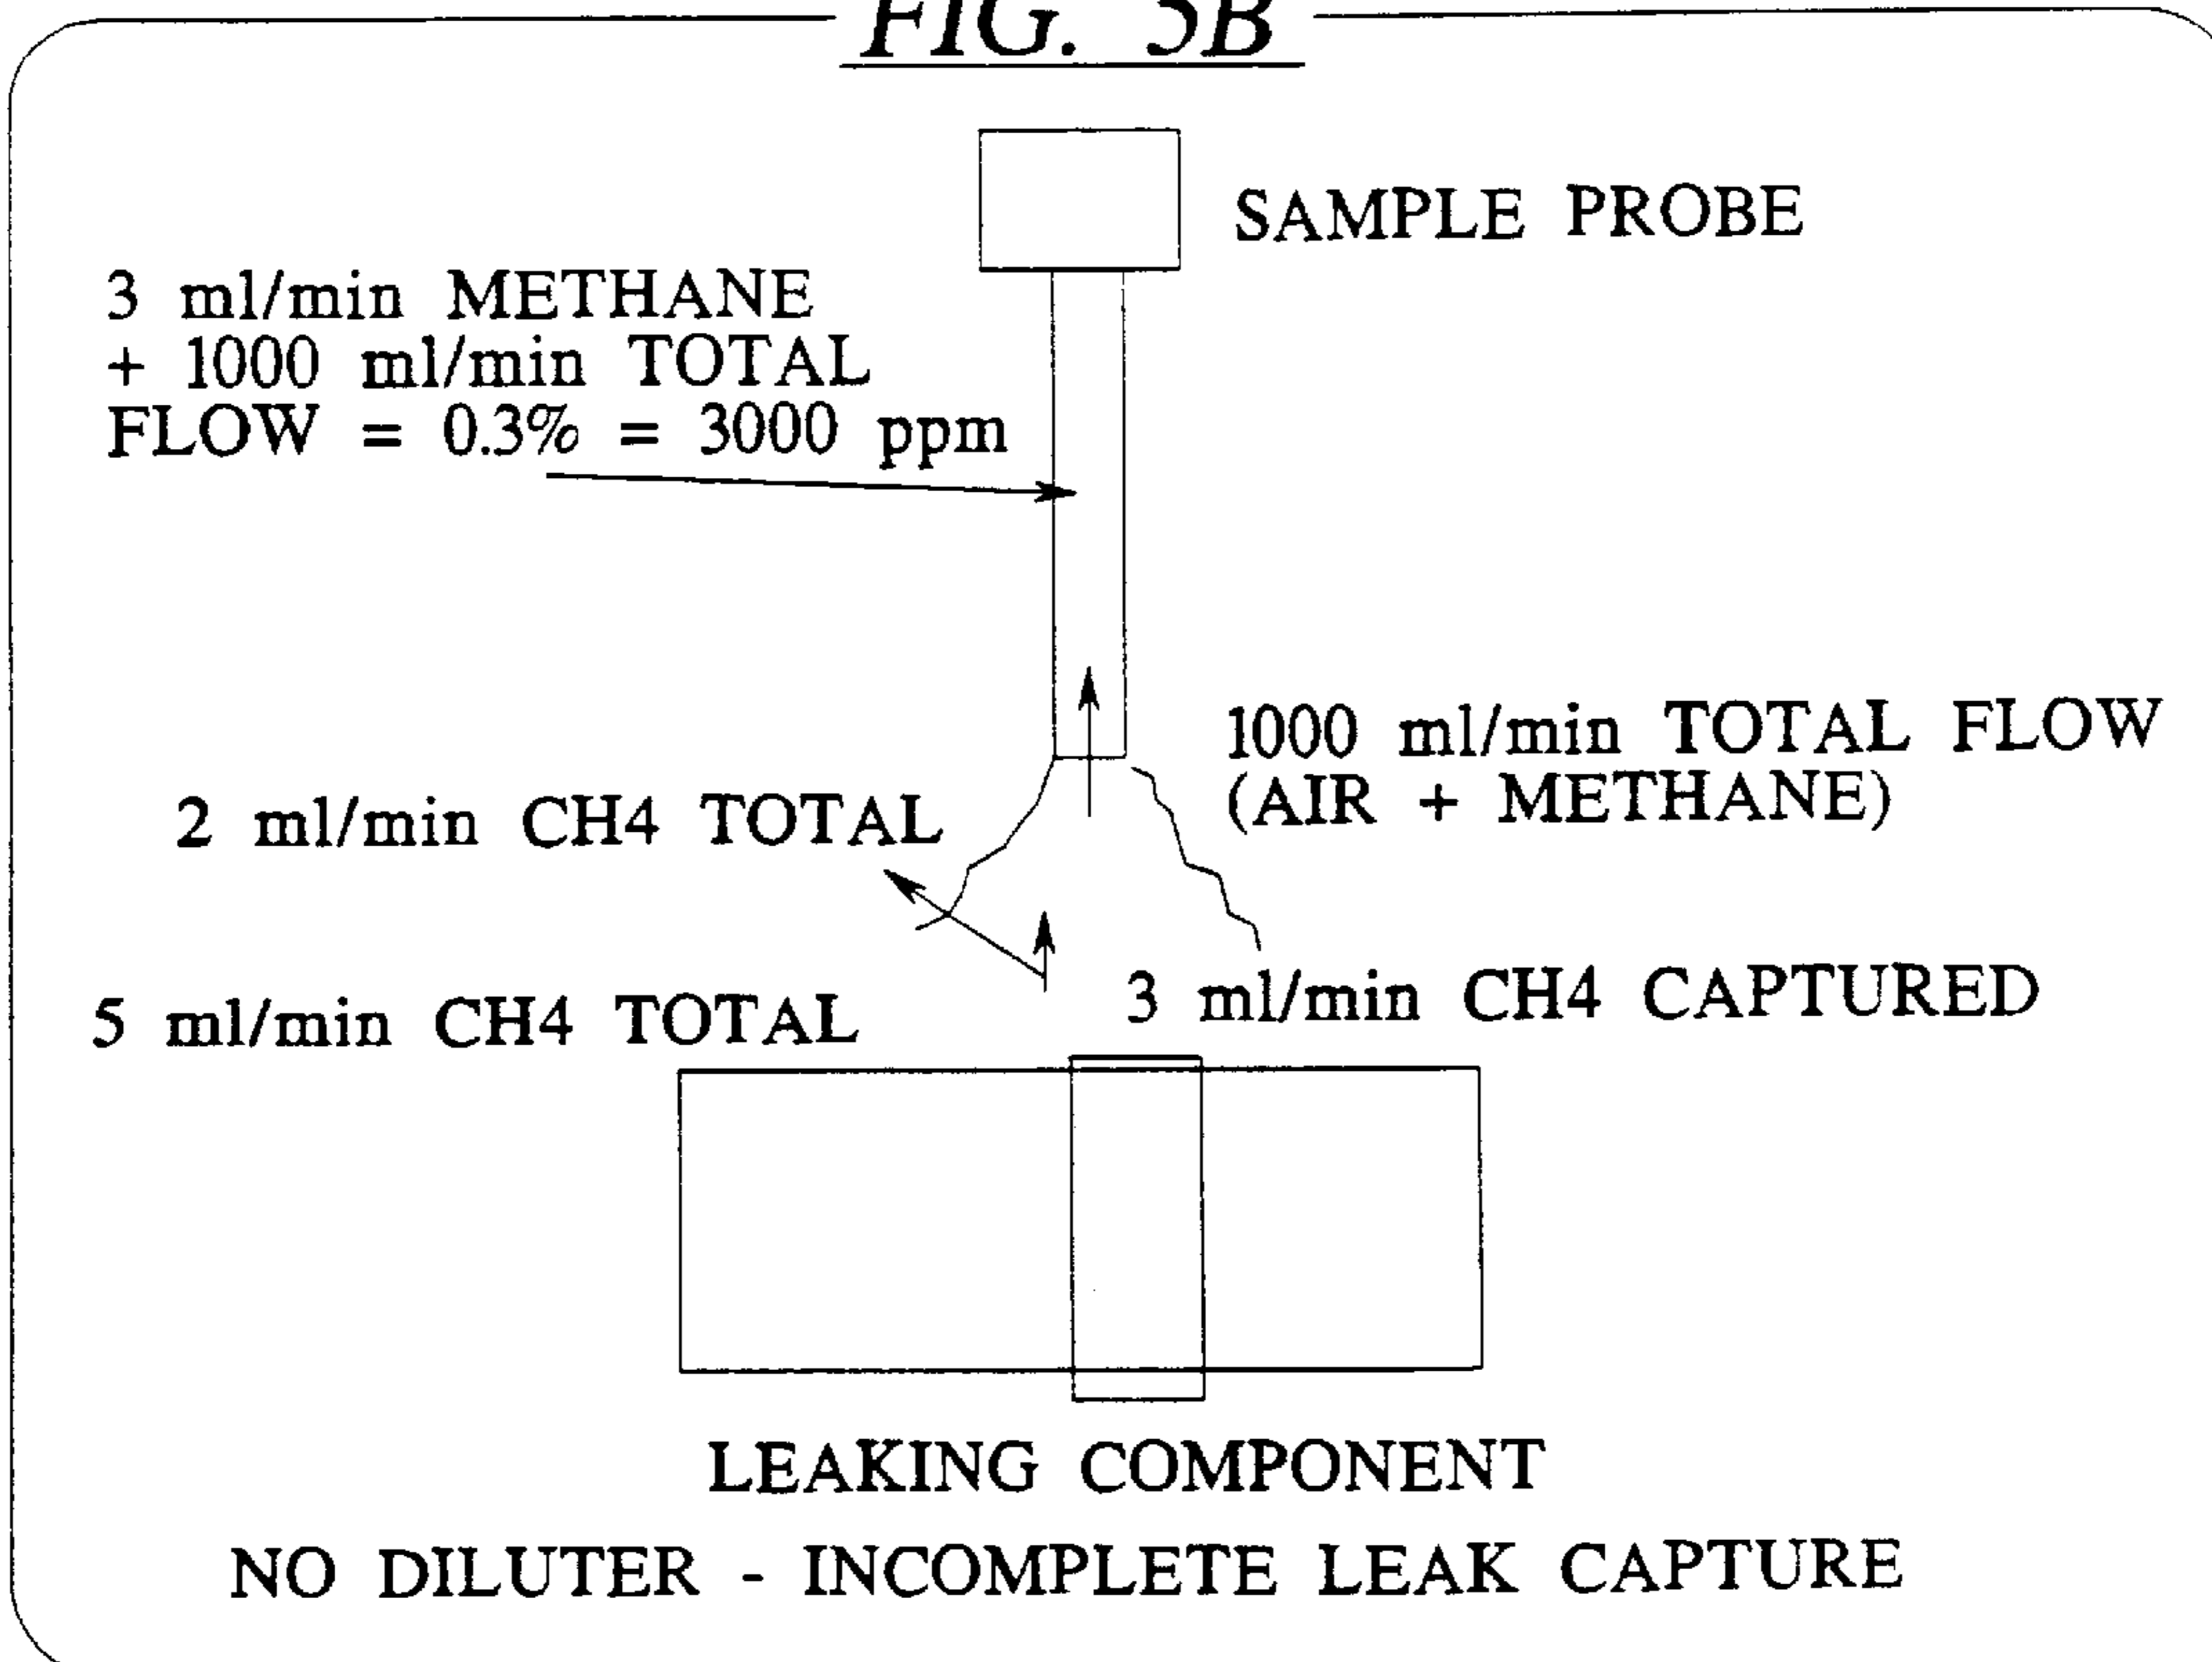 FIG. 5B
SAMPLE PROBE
3 ml/min METHANE
+ 1000 ml/min TOTAL
FLOW = 0.3% = 3000 ppm
1000 ml/min TOTAL FLOW
(AIR + METHANE)
2 ml/min CH4 TOTAL
3 ml/min CH4 CAPTURED
5 ml/min CH4 TOTAL
LEAKING COMPONENT
NO DILUTER - INCOMPLETE LEAK CAPTURE